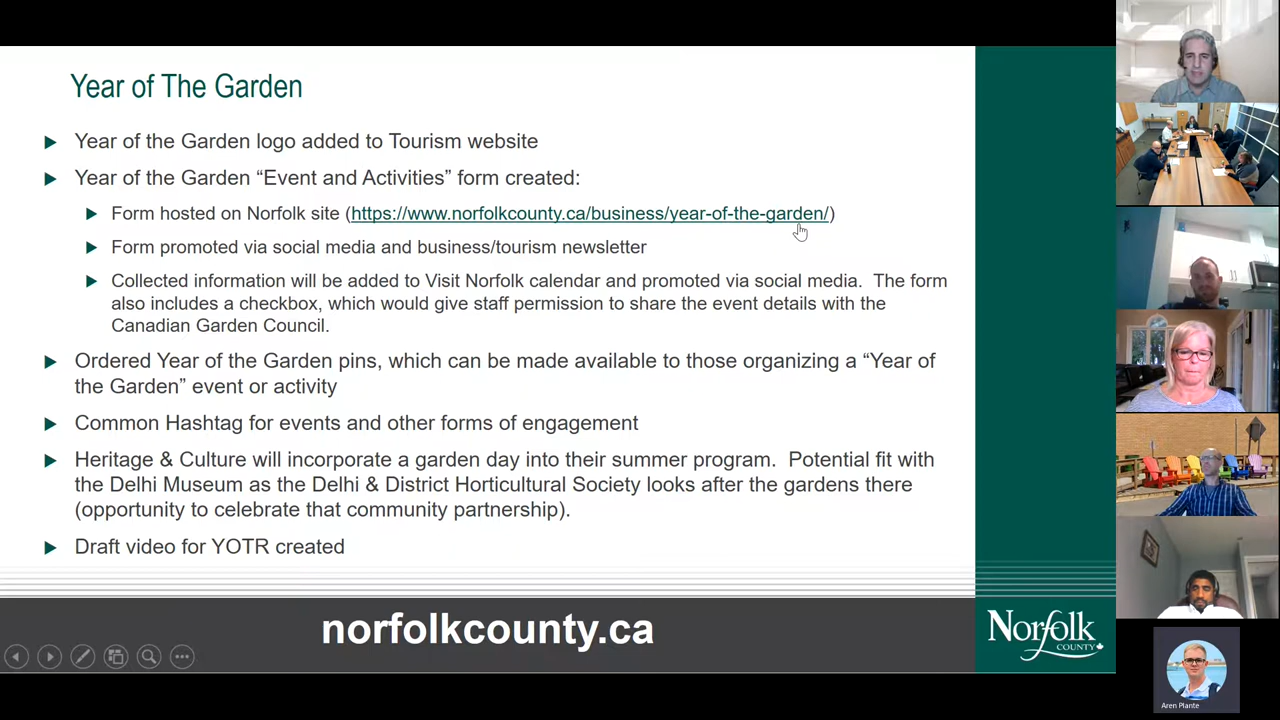 Year of The Garden
Year of the Garden logo added to Tourism website
Year of the Garden “Event and Activities” form created:
Form hosted on Norfolk site (https://www.norfolkcounty.ca/business/year-of-the-garden/)
Form promoted via social media and business/tourism newsletter
Collected information will be added to Visit Norfolk calendar and promoted via social media.  The form
also includes a checkbox, which would give staff permission to share the event details with the
Canadian Garden Council.
Ordered Year of the Garden pins, which can be made available to those organizing a “Year of
the Garden” event or activity
Common Hashtag for events and other forms of engagement
Heritage & Culture will incorporate a garden day into their summer program.  Potential fit with
the Delhi Museum as the Delhi & District Horticultural Society looks after the gardens there
(opportunity to celebrate that community partnership).
Draft video for YOTR created
norfolkcounty.ca
Norfolk
COUNTY
Aren Plante